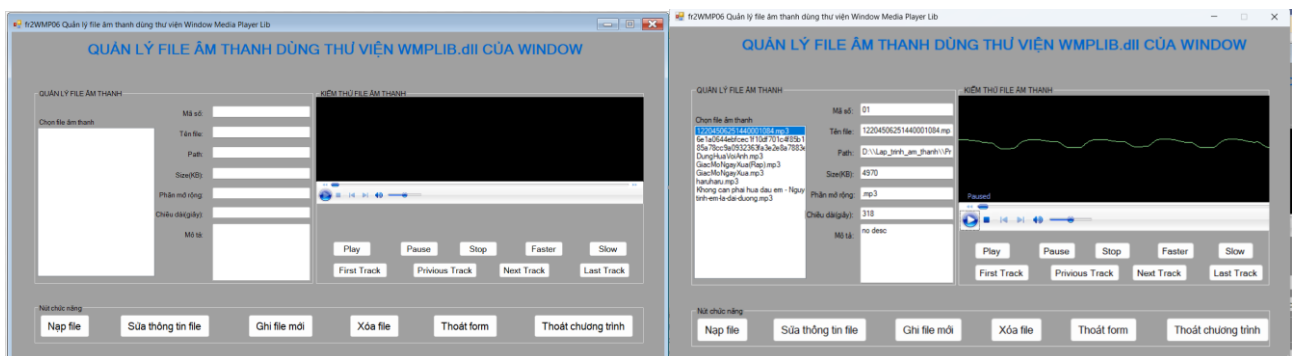 fr2WMP06 Quản lý file âm thanh dùng thư viện Window Media Player Lib
QUẢN LÝ FILE ÂM THANH DÙNG THƯ VIỆN WMPLIB.dll CỦA WINDOW
QUẢN LÝ FILE ÂM THANH
Chọn file âm thanh
Mã số:
Tên file:
Path:
Size(KB):
Phần mở rộng:
Chiều dài(giây):
Mô tả:
KIỂM THỬ FILE ÂM THANH
Play Pause Stop Faster Slow
First Track Privious Track Next Track Last Track
Nút chức năng
Nạp file Sửa thông tin file Ghi file mới Xóa file Thoát form Thoát chương trình
fr2WMP06 Quản lý file âm thanh dùng thư viện Window Media Player Lib
QUẢN LÝ FILE ÂM THANH DÙNG THƯ VIỆN WMPLIB.dll CỦA WINDOW
QUẢN LÝ FILE ÂM THANH
Chọn file âm thanh
12204506251440001084.mp3
6e1a0644ebfcec1f10df701c4f85b1
85a78cc9a0932363fa3e2e8a7883e
DungHuaVoiAnh.mp3
GiacMoNgayXua(Rap).mp3
GiacMoNgayXua.mp3
haruharu.mp3
Khong can phai hua dau em - Nguy
tinh-em-la-dai-duong.mp3
Mã số: 01
Tên file: 12204506251440001084.mp
Path: D:\\Lap_trinh_am_thanh\\Pr
Size(KB): 4970
Phần mở rộng: .mp3
Chiều dài(giây): 318
Mô tả: no desc
KIỂM THỬ FILE ÂM THANH
Paused
Play Pause Stop Faster Slow
First Track Privious Track Next Track Last Track
Nút chức năng
Nạp file Sửa thông tin file Ghi file mới Xóa file Thoát form Thoát chương trình